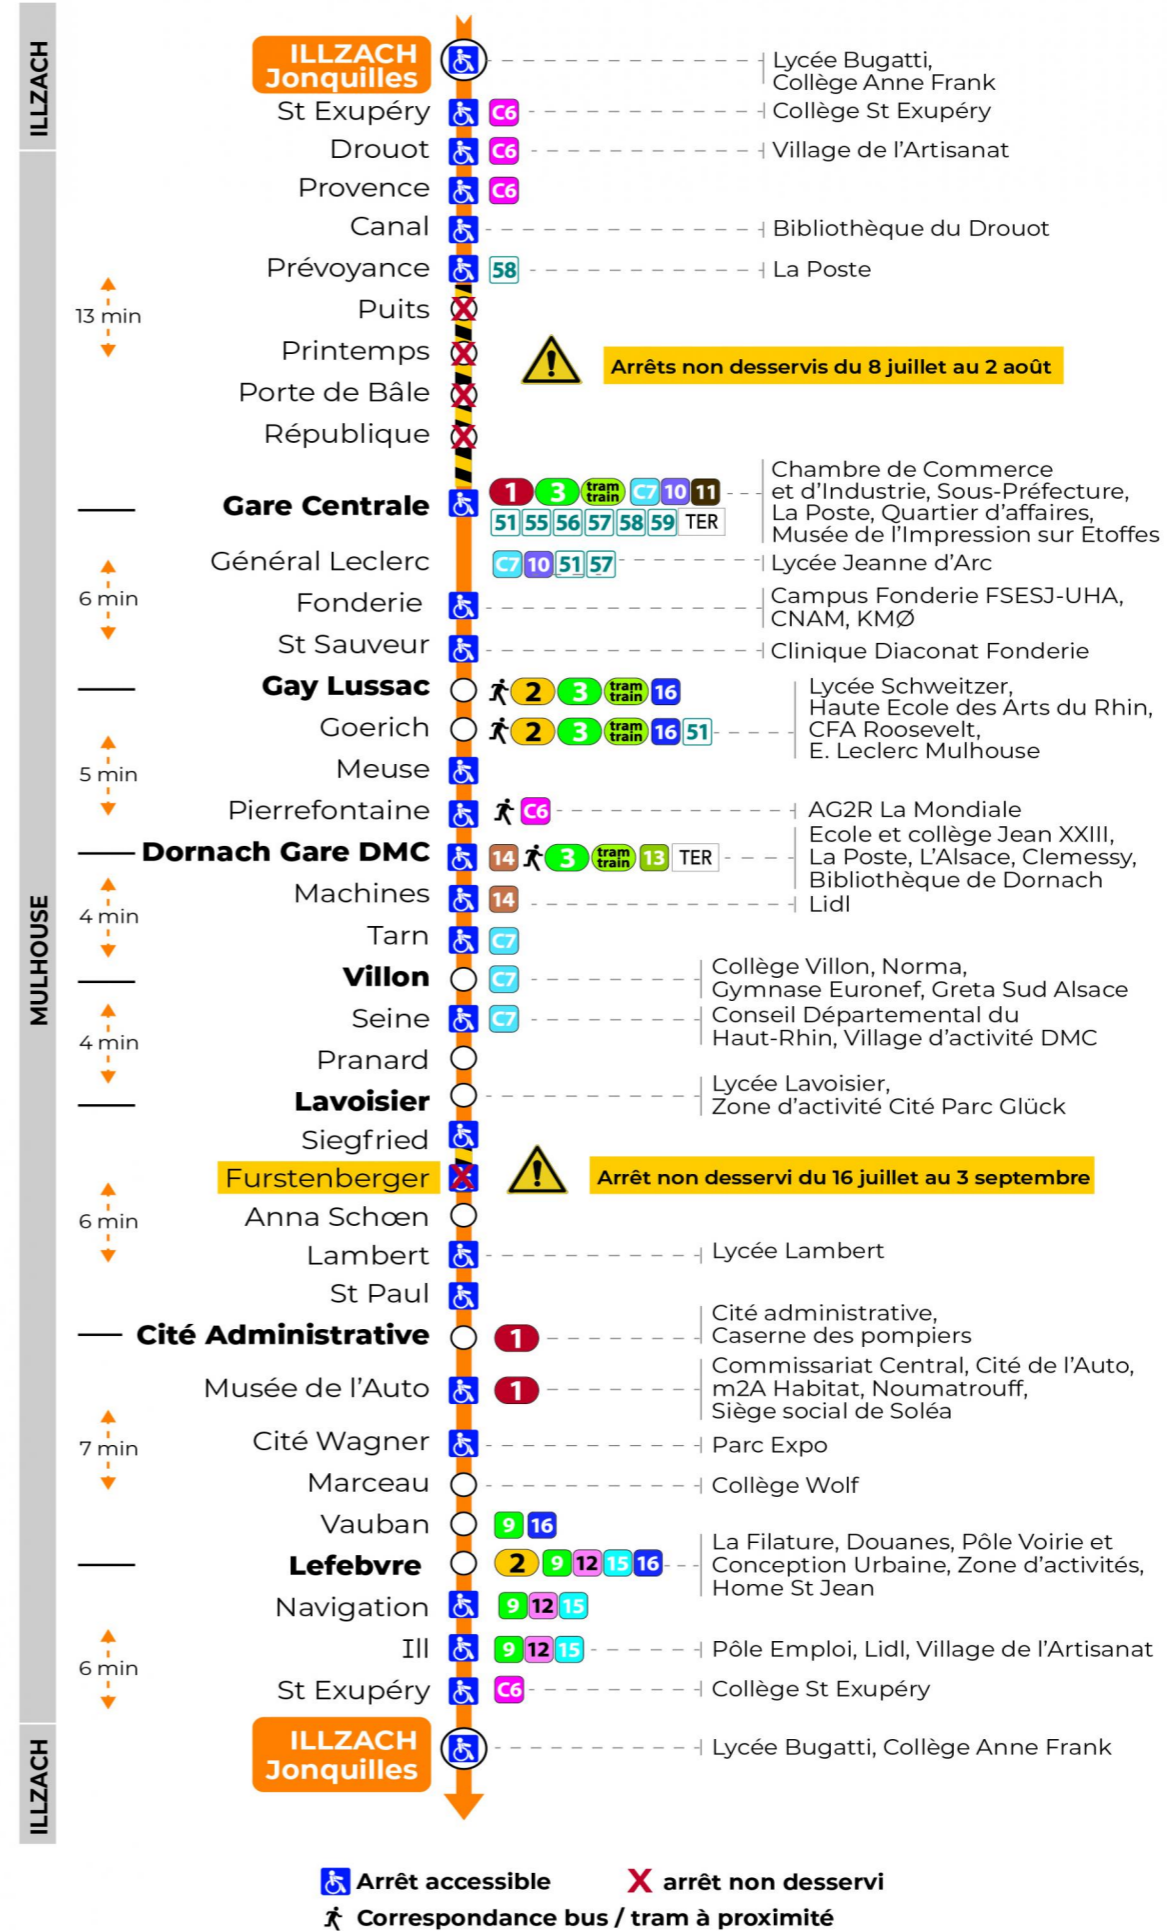 ILLZACH
ILLZACH
Jonquilles
Lycée Bugatti,
Collège Anne Frank
St Exupéry
C6
Collège St Exupéry
Drouot
C6
Village de l’Artisanat
Provence
C6
Canal
Bibliothèque du Drouot
Prévoyance
58
La Poste
13 min
Puits
Printemps
Arrêts non desservis du 8 juillet au 2 août
Porte de Bâle
République
Gare Centrale
1 3 tram train C7 10 11
51 55 56 57 58 59 TER
Chambre de Commerce
et d’Industrie, Sous-Préfecture,
La Poste, Quartier d’affaires,
Musée de l’Impression sur Etoffes
Général Leclerc
C7 10 51 57
Lycée Jeanne d’Arc
6 min
Fonderie
Campus Fonderie FSESJ-UHA,
CNAM, KMØ
St Sauveur
Clinique Diaconat Fonderie
Gay Lussac
2 3 tram train 16
Goerich
2 3 tram train 16 51
Lycée Schweitzer,
Haute Ecole des Arts du Rhin,
CFA Roosevelt,
E. Leclerc Mulhouse
5 min
Meuse
Pierrefontaine
C6
AG2R La Mondiale
Dornach Gare DMC
14 3 tram train 13 TER
Ecole et collège Jean XXIII,
La Poste, L’Alsace, Clemessy,
Bibliothèque de Dornach
MULHOUSE
4 min
Machines
14
Lidl
Tarn
C7
Villon
C7
Collège Villon, Norma,
Gymnase Euronef, Greta Sud Alsace
Seine
C7
Conseil Départemental du
Haut-Rhin, Village d’activité DMC
4 min
Pranard
Lavoisier
Lycée Lavoisier,
Zone d’activité Cité Parc Glück
Siegfried
Furstenberger
Arrêt non desservi du 16 juillet au 3 septembre
6 min
Anna Schœn
Lambert
Lycée Lambert
St Paul
Cité Administrative
1
Cité administrative,
Caserne des pompiers
Musée de l’Auto
1
Commissariat Central, Cité de l’Auto,
m2A Habitat, Noumatrouff,
Siège social de Soléa
7 min
Cité Wagner
Parc Expo
Marceau
Collège Wolf
Vauban
9 16
Lefebvre
2 9 12 15 16
La Filature, Douanes, Pôle Voirie et
Conception Urbaine, Zone d’activités,
Home St Jean
Navigation
9 12 15
6 min
Ill
9 12 15
Pôle Emploi, Lidl, Village de l’Artisanat
St Exupéry
C6
Collège St Exupéry
ILLZACH
ILLZACH
Jonquilles
Lycée Bugatti, Collège Anne Frank
Arrêt accessible
X arrêt non desservi
Correspondance bus / tram à proximité